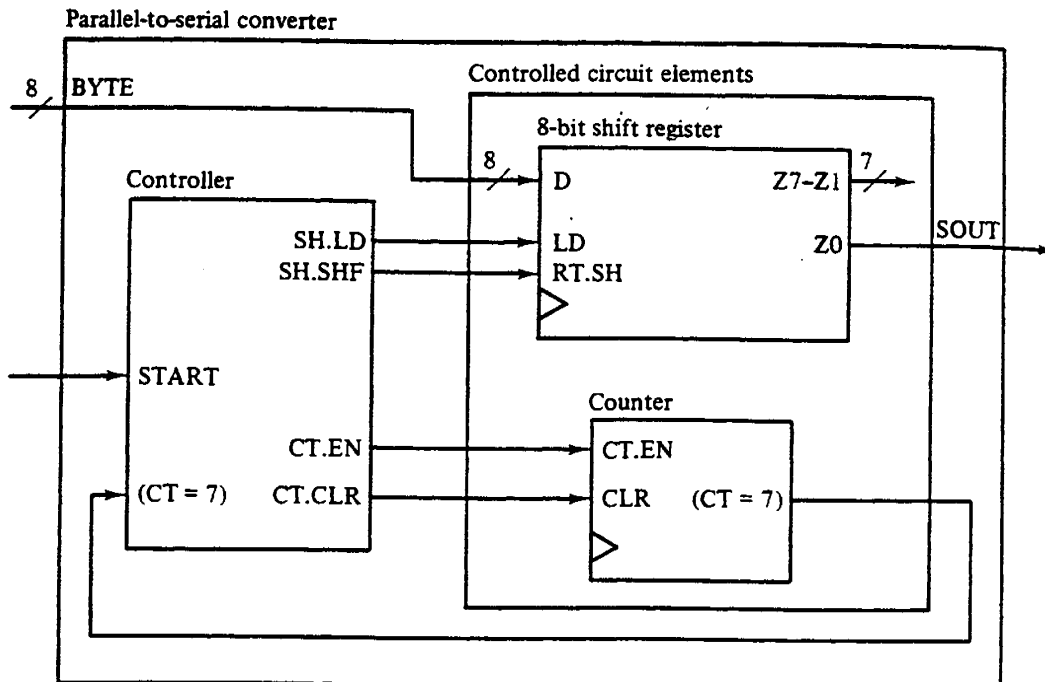 Parallel-to-serial converter
8 BYTE
Controlled circuit elements
8-bit shift register
8 D Z7–Z1 7
Controller
SH.LD LD Z0 SOUT
SH.SHF RT.SH
START
Counter
CT.EN CT.EN
(CT = 7) CT.CLR CLR (CT = 7)